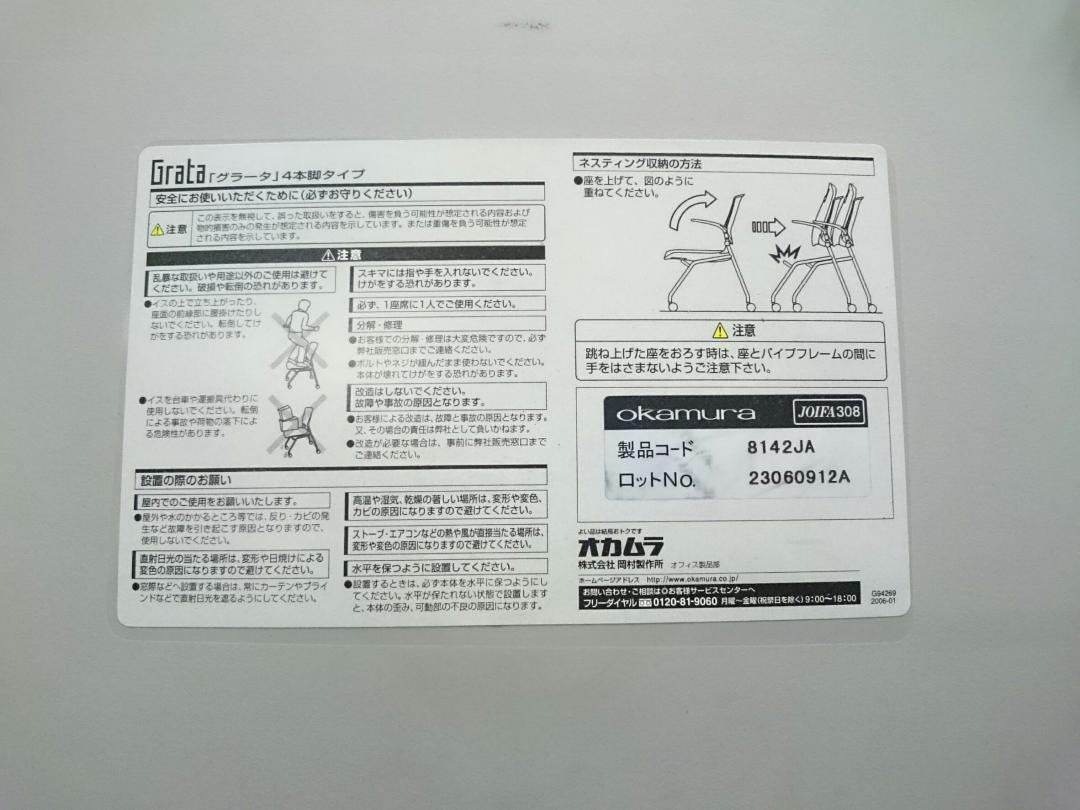 Grata「グラータ」4本脚タイプ
安全にお使いいただくために(必ずお守りください)
注意
この表示を無視して、誤った取扱いをすると、傷害を負う可能性が想定される内容および
物的損害のみの発生が想定される内容を示しています。または重傷を負う可能性が想定
される内容を示しています。
注意
乱暴な取扱いや用途以外のご使用は避けて
ください。破損や転倒の恐れがあります。
●イスの上で立ち上がったり、
座面の前縁部に腰掛けたりし
ないでください。転倒してけ
がをする恐れがあります。
●イスを台車や運搬具代わりに
使用しないでください。転倒
による事故や荷物の落下によ
る危険性があります。
スキマには指や手を入れないでください。
けがをする恐れがあります。
必ず、1座席に1人でご使用ください。
分解・修理
●お客様での分解・修理は大変危険ですので、必ず
弊社販売窓口までご連絡ください。
●ボルトやネジが緩んだまま使わないでください。
本体が壊れてけがをする恐れがあります。
改造はしないでください。
故障や事故の原因となります。
●お客様による改造は、故障と事故の原因となります。
又、その場合の責任は弊社として負いかねます。
●改造が必要な場合は、事前に弊社販売窓口まで
ご連絡ください。
設置の際のお願い
屋内でのご使用をお願いいたします。
●屋外や水のかかるところ等では、反り・カビの発
生など故障を引き起こす原因となりますので、
使用しないでください。
直射日光の当たる場所は、変形や日焼けによる
変色の原因になりますので避けてください。
●窓際などへ設置する場合は、常にカーテンやブライ
ンドなどで直射日光を遮るようにしてください。
高温や湿気、乾燥の著しい場所は、変形や変色、
カビの原因になりますので避けてください。
ストーブ・エアコンなどの熱や風が直接当たる場所は、
変形や変色の原因になりますので避けてください。
水平を保つように設置してください。
●設置するときは、必ず本体を水平に保つようにし
てください。水平が保たれない状態で設置します
と、本体の歪み、可動部の不良の原因になります。
ネスティング収納の方法
●座を上げて、図のように
重ねてください。
注意
跳ね上げた座をおろす時は、座とパイプフレームの間に
手をはさまないようご注意下さい。
okamura JOIFA308
製品コード 8142JA
ロットNo. 23060912A
よい品は結局おトクです
オカムラ
株式会社 岡村製作所 オフィス製品部
ホームページアドレス http://www.okamura.co.jp/
お問い合わせ・ご相談はお客様サービスセンターへ
フリーダイヤル 0120-81-9060 月曜〜金曜(祝祭日を除く)9:00〜18:00
G94269
2006-01